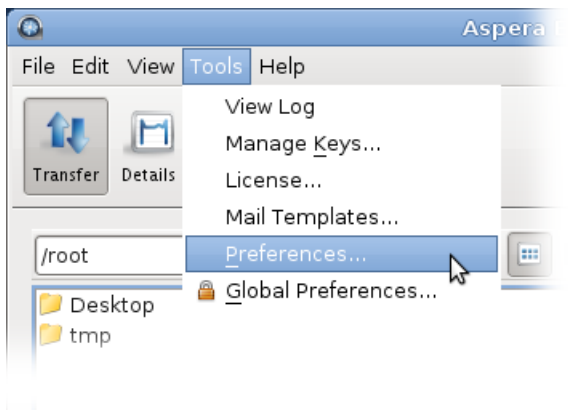 Aspera
File Edit View Tools Help
View Log
Manage Keys...
License...
Mail Templates...
Preferences...
Global Preferences...
Transfer
Details
/root
Desktop
tmp